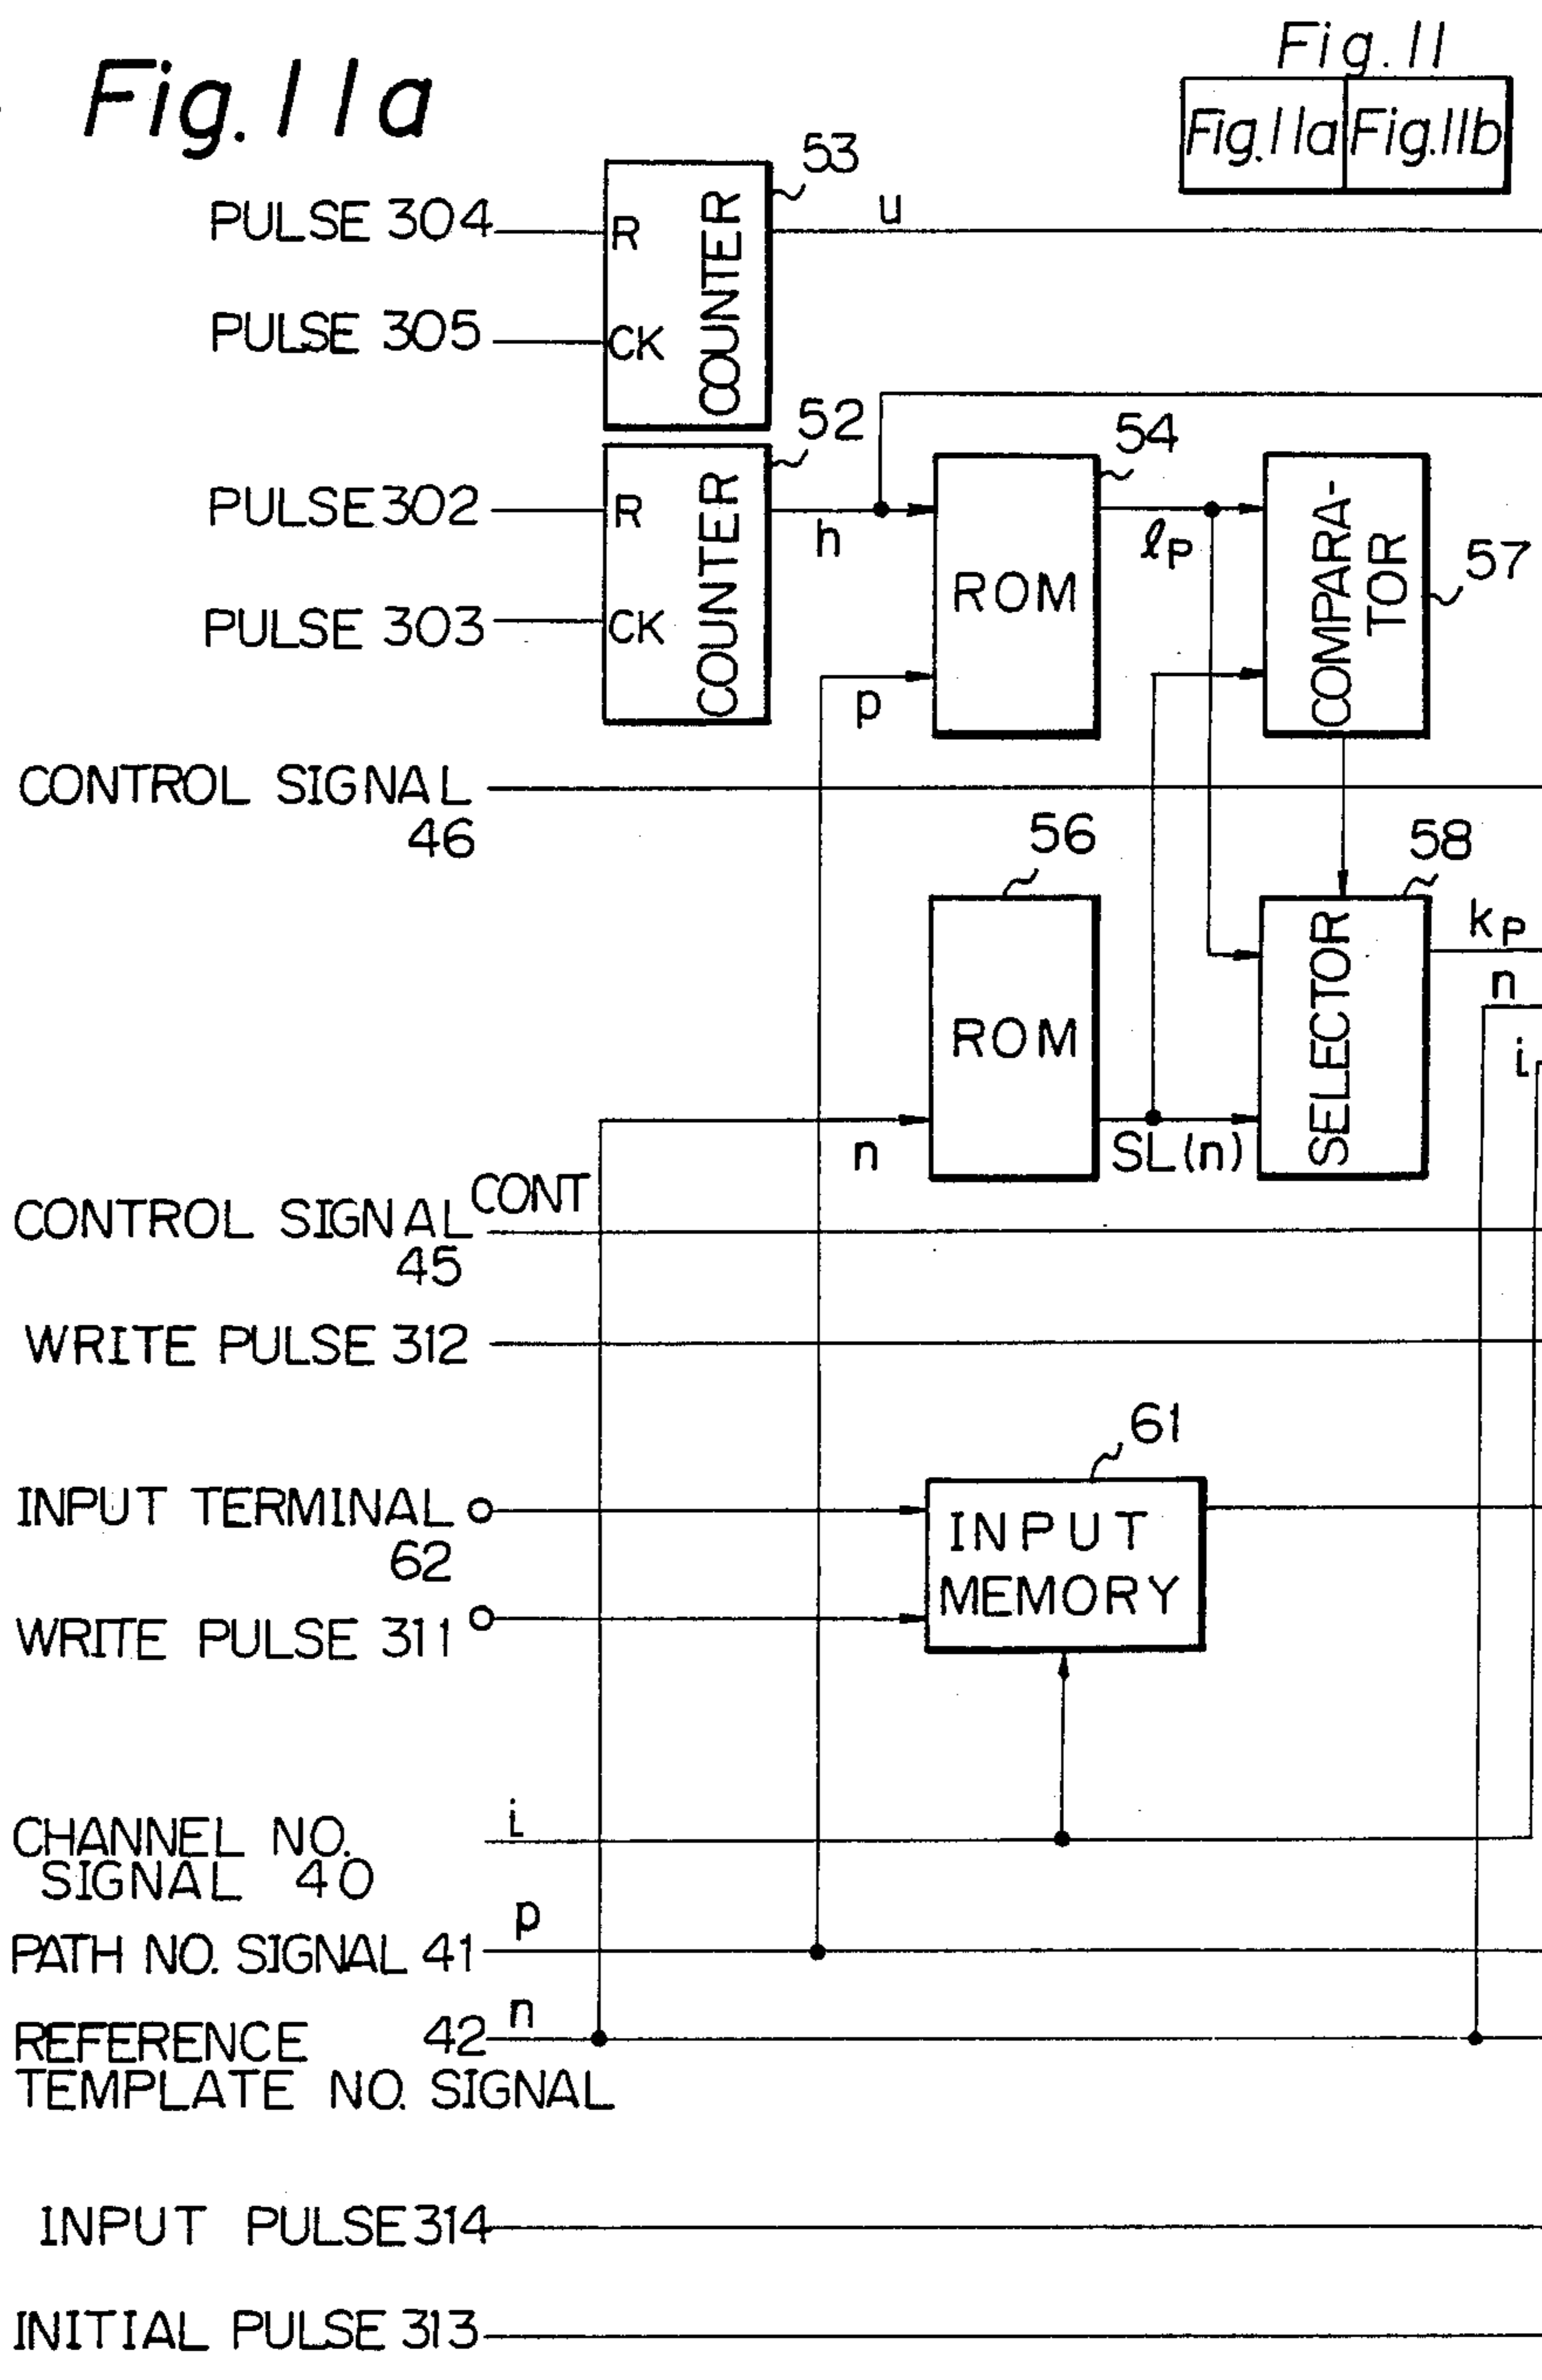 Fig. 11a
Fig. 11
Fig. 11a Fig. 11b
53
PULSE 304
R
COUNTER
u
PULSE 305
CK
52
54
PULSE 302
R
COUNTER
h
ROM
ℓP
COMPARA-
TOR
57
PULSE 303
CK
p
CONTROL SIGNAL
46
56
58
ROM
SELECTOR
kP
n
i
n
SL(n)
CONT
CONTROL SIGNAL
45
WRITE PULSE 312
61
INPUT TERMINAL
62
INPUT
MEMORY
WRITE PULSE 311
i
CHANNEL NO.
SIGNAL 40
p
PATH NO. SIGNAL 41
n
REFERENCE 42
TEMPLATE NO. SIGNAL
INPUT PULSE 314
INITIAL PULSE 313